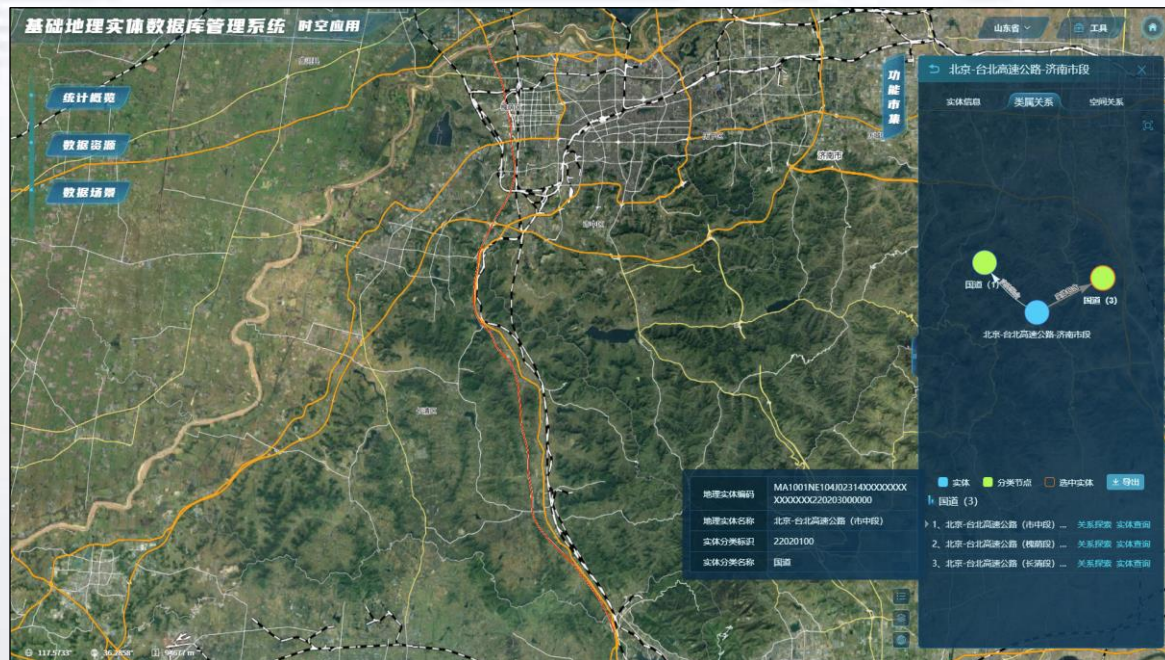 基础地理实体数据库管理系统 时空应用
山东省
工具
统计概览
数据资源
数据场景
功能市集
北京-台北高速公路-济南市段
实体信息
类属关系
空间关系
济南市
市中区
长清区
国道 (1)
国道 (3)
北京-台北高速公路-济南市段
实体
分类节点
选中实体
导出
国道 (3)
1、北京-台北高速公路 (市中段) ... 关系探索 实体查询
2、北京-台北高速公路 (槐荫段) ... 关系探索 实体查询
3、北京-台北高速公路 (长清段) ... 关系探索 实体查询
地理实体编码 MA1001NE104J02314XXXXXXXX
XXXXXXX220203000000
地理实体名称 北京-台北高速公路 (市中段)
实体分类标识 22020100
实体分类名称 国道